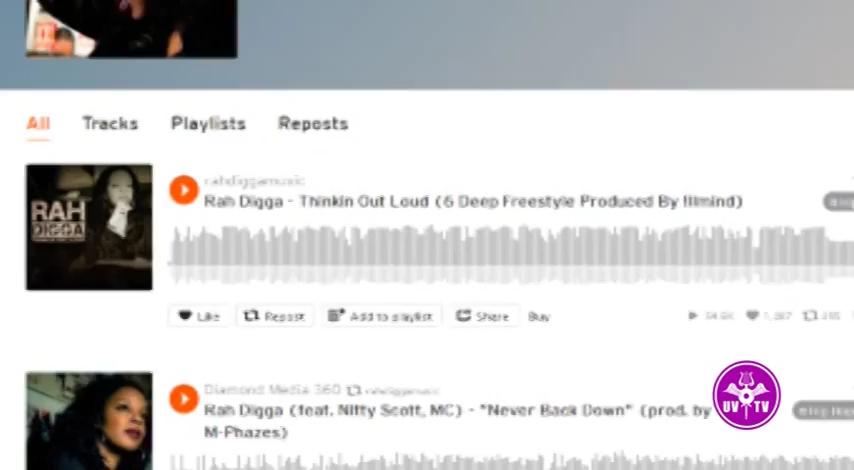 All Tracks Playlists Reposts
RAH
DIGGA
rahdiggamusic
Rah Digga - Thinkin Out Loud (6 Deep Freestyle Produced By !llmind)
Like Repost Add to playlist Share Buy
Diamond Media 360 rahdiggamusic
Rah Digga (feat. Nitty Scott, MC) - "Never Back Down" (prod. by
M-Phazes)
UV TV